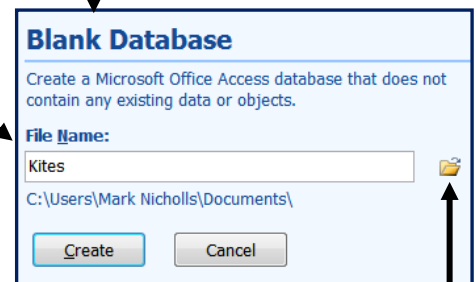 Blank Database
Create a Microsoft Office Access database that does not
contain any existing data or objects.
File Name:
Kites
C:\Users\Mark Nicholls\Documents\
Create Cancel